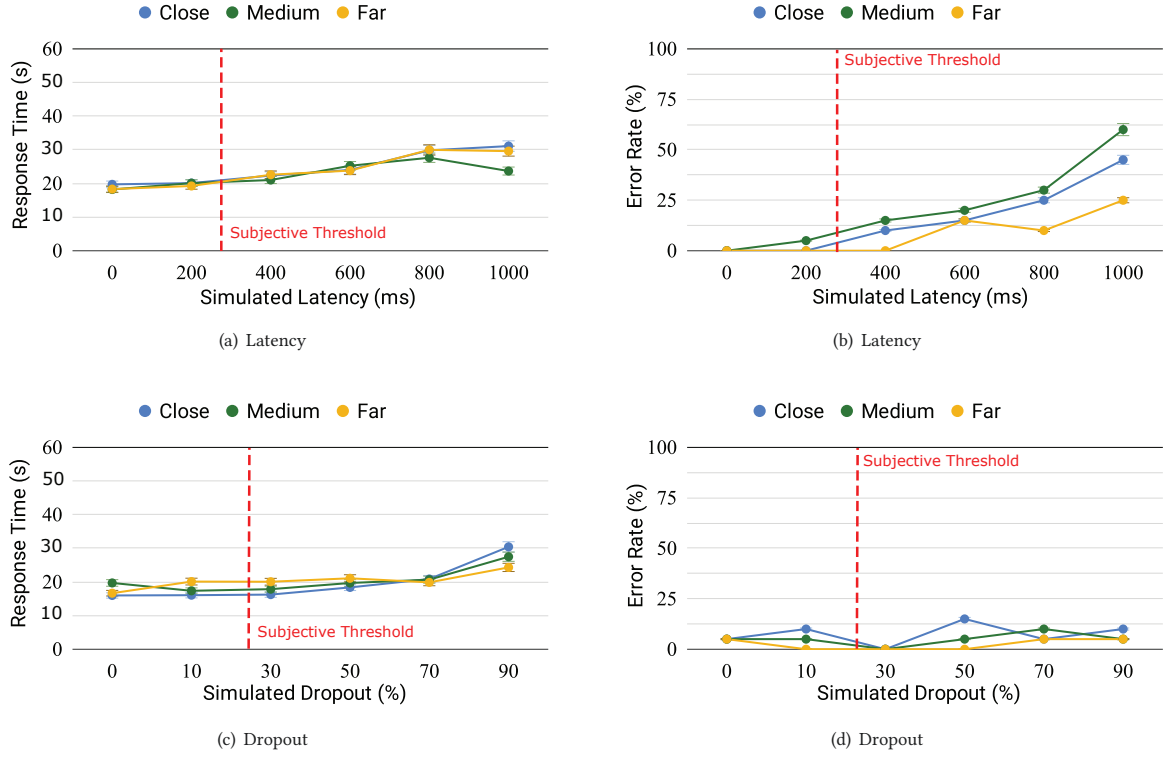 Close Medium Far
60
50
40
30
20
10
0
Response Time (s)
Subjective Threshold
0 200 400 600 800 1000
Simulated Latency (ms)
(a) Latency
Close Medium Far
100
75
50
25
0
Error Rate (%)
Subjective Threshold
0 200 400 600 800 1000
Simulated Latency (ms)
(b) Latency
Close Medium Far
60
50
40
30
20
10
0
Response Time (s)
Subjective Threshold
0 10 30 50 70 90
Simulated Dropout (%)
(c) Dropout
Close Medium Far
100
75
50
25
0
Error Rate (%)
Subjective Threshold
0 10 30 50 70 90
Simulated Dropout (%)
(d) Dropout